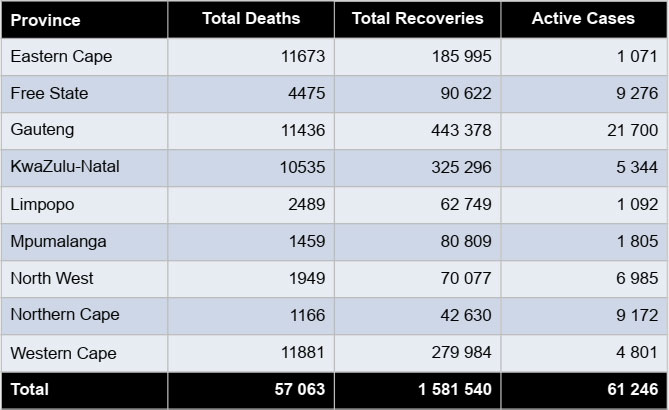 Province Total Deaths Total Recoveries Active Cases
Eastern Cape 11673 185 995 1 071
Free State 4475 90 622 9 276
Gauteng 11436 443 378 21 700
KwaZulu-Natal 10535 325 296 5 344
Limpopo 2489 62 749 1 092
Mpumalanga 1459 80 809 1 805
North West 1949 70 077 6 985
Northern Cape 1166 42 630 9 172
Western Cape 11881 279 984 4 801
Total 57 063 1 581 540 61 246